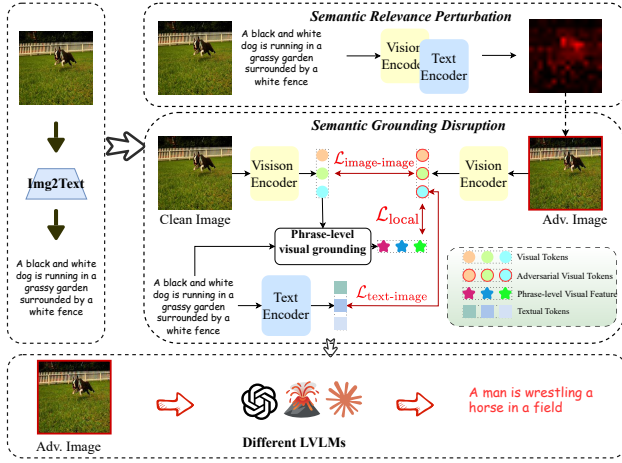 Semantic Relevance Perturbation
A black and white
dog is running in a
grassy garden
surrounded by a
white fence
Vision
Encoder
Text
Encoder
Img2Text
A black and white
dog is running in a
grassy garden
surrounded by a
white fence
Semantic Grounding Disruption
Clean Image
Visison
Encoder
L image-image
Vision
Encoder
Adv. Image
L local
Phrase-level
visual grounding
A black and white
dog is running in a
grassy garden
surrounded by a
white fence
Text
Encoder
L text-image
Visual Tokens
Adversarial Visual Tokens
Phrase-level Visual Feature
Textual Tokens
Adv. Image
Different LVLMs
A man is wrestling a
horse in a field